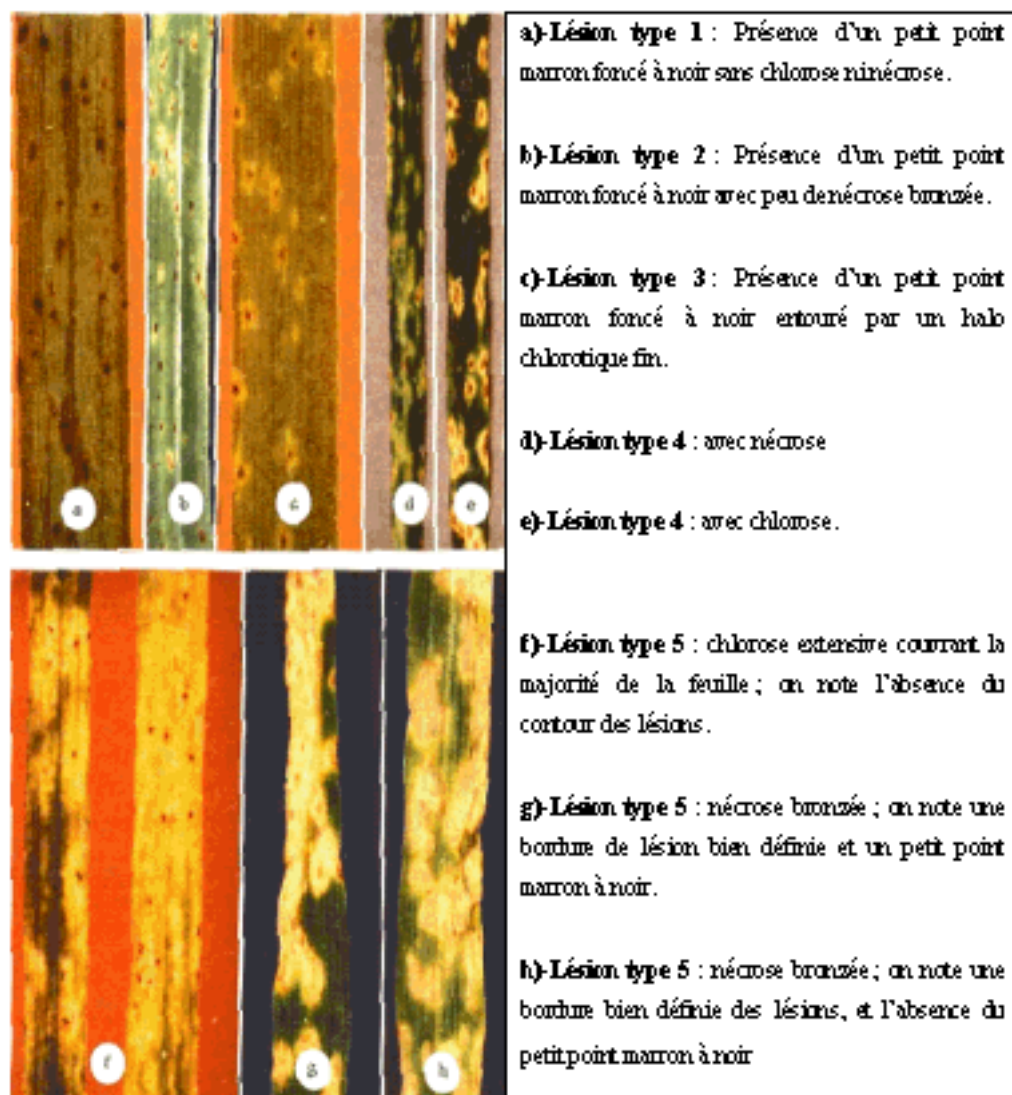 a)-Lésion type 1 : Présence d'un petit point
marron foncé à noir sans chlorose ni nécrose.
b)-Lésion type 2 : Présence d'un petit point
marron foncé à noir avec peu de nécrose bronzée.
c)-Lésion type 3 : Présence d'un petit point
marron foncé à noir entouré par un halo
chlorotique fin.
d)-Lésion type 4 : avec nécrose
e)-Lésion type 4 : avec chlorose.
f)-Lésion type 5 : chlorose extensive couvrant la
majorité de la feuille ; on note l'absence du
contour des lésions.
g)-Lésion type 5 : nécrose bronzée ; on note une
bordure de lésion bien définie et un petit point
marron à noir.
h)-Lésion type 5 : nécrose bronzée ; on note une
bordure bien définie des lésions, et l'absence du
petit point marron à noir
a
b
c
d
e
f
g
h